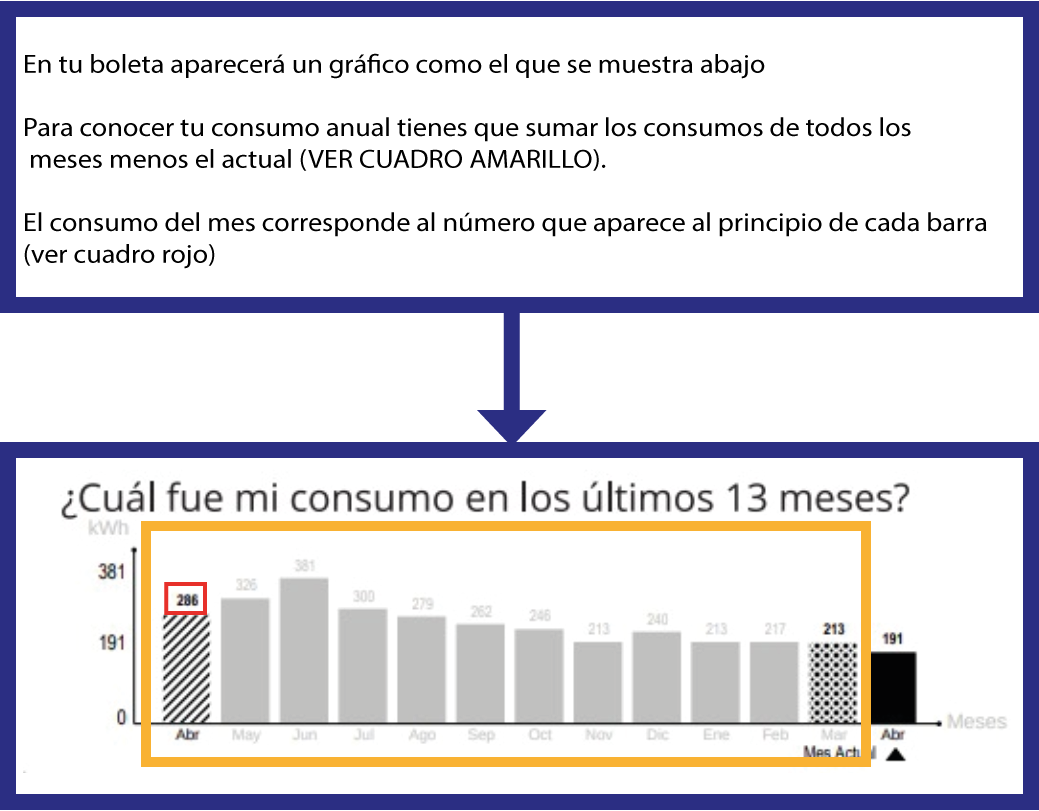 En tu boleta aparecerá un gráfico como el que se muestra abajo
Para conocer tu consumo anual tienes que sumar los consumos de todos los
meses menos el actual (VER CUADRO AMARILLO).
El consumo del mes corresponde al número que aparece al principio de cada barra
(ver cuadro rojo)
¿Cuál fue mi consumo en los últimos 13 meses?
kWh
381
191
0
286 326 381 300 279 262 246 213 240 213 217 213 191
Abr May Jun Jul Ago Sep Oct Nov Dic Ene Feb Mar Abr
Meses
Mes Actual